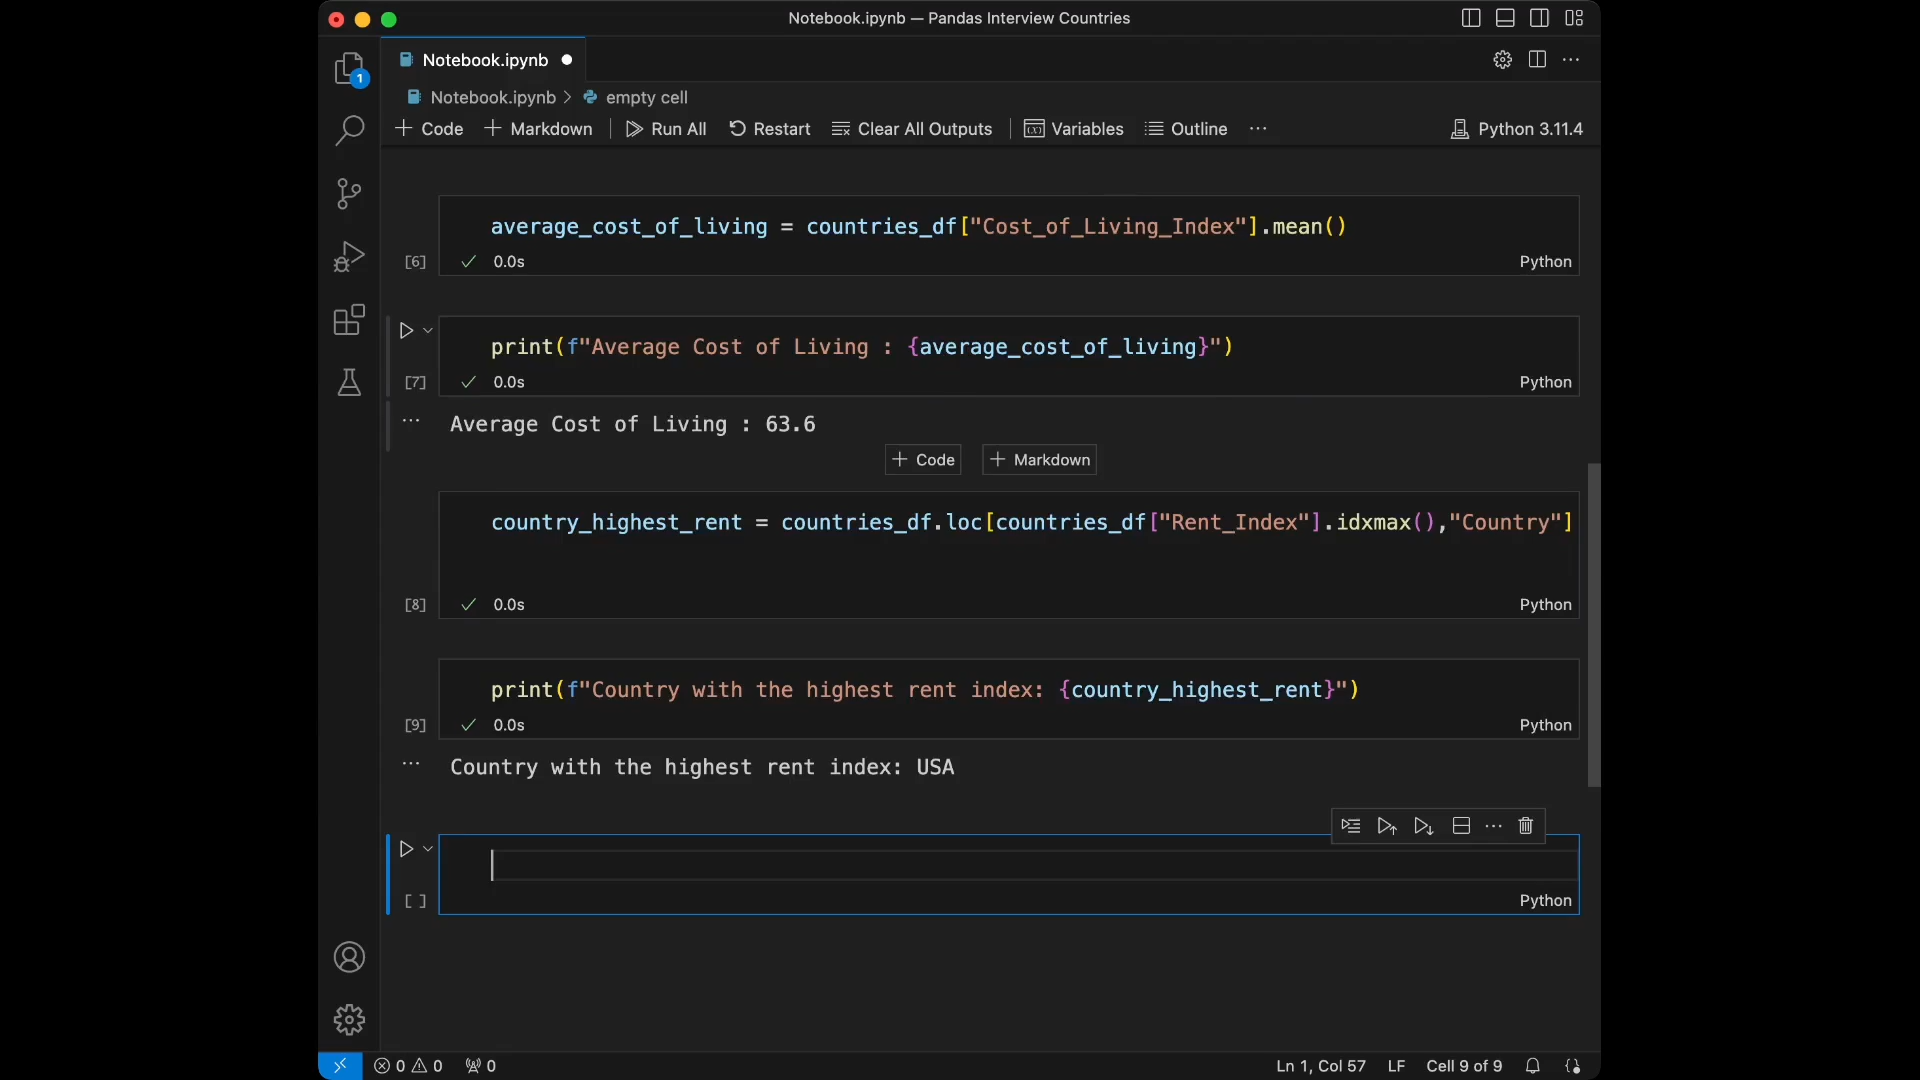 Notebook.ipynb — Pandas Interview Countries
1
Notebook.ipynb
Notebook.ipynb > empty cell
Code Markdown Run All Restart Clear All Outputs Variables Outline ··· Python 3.11.4
average_cost_of_living = countries_df["Cost_of_Living_Index"].mean()
[6] 0.0s Python
print(f"Average Cost of Living : {average_cost_of_living}")
[7] 0.0s Python
Average Cost of Living : 63.6
Code Markdown
country_highest_rent = countries_df.loc[countries_df["Rent_Index"].idxmax(),"Country"]
[8] 0.0s Python
print(f"Country with the highest rent index: {country_highest_rent}")
[9] 0.0s Python
Country with the highest rent index: USA
[ ] Python
0 0 0 Ln 1, Col 57 LF Cell 9 of 9